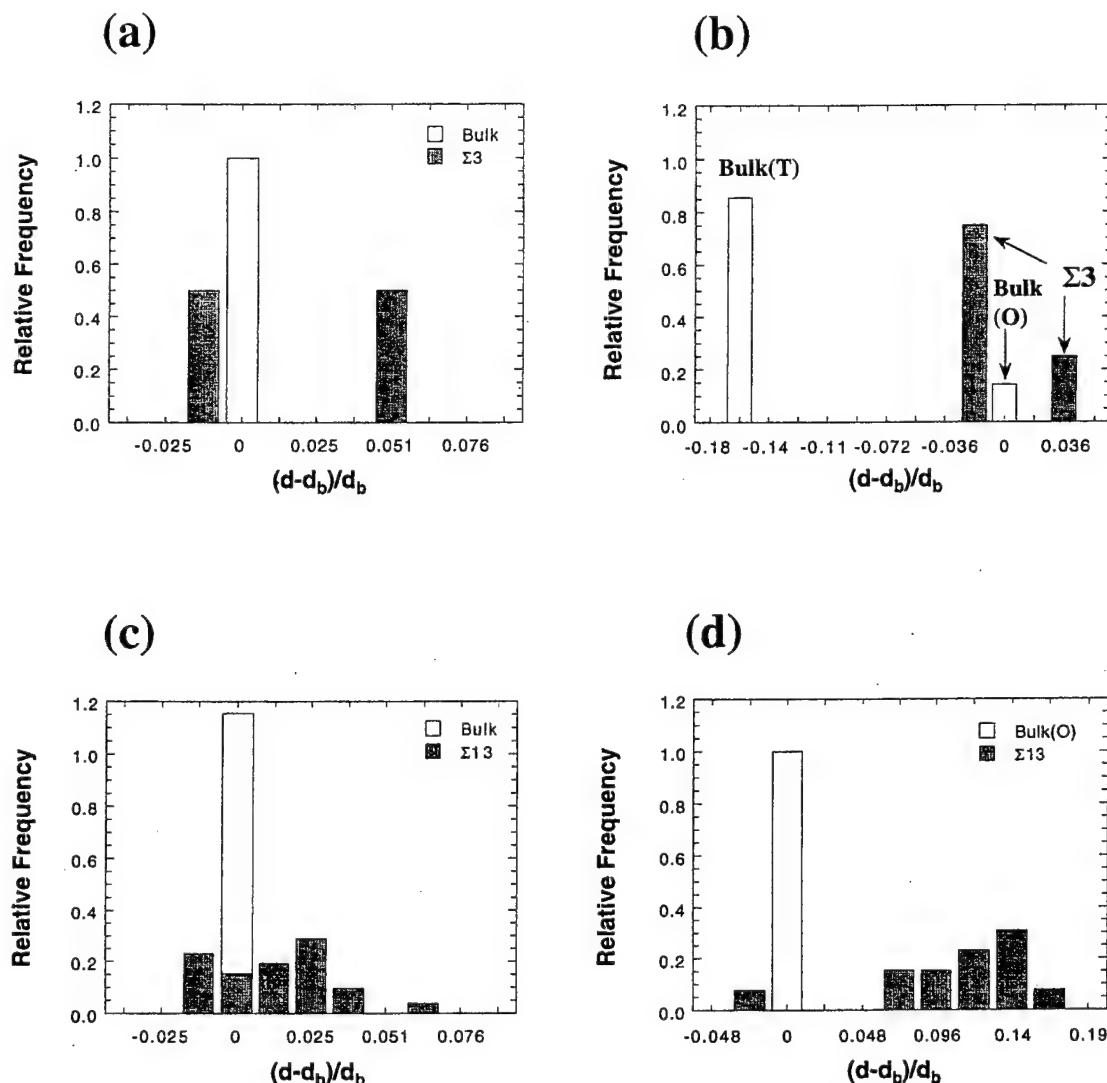 (a)
1.2
1.0
0.8
0.6
0.4
0.2
0.0
Relative Frequency
Bulk
Σ3
-0.025 0 0.025 0.051 0.076
(d-d_b)/d_b
(b)
1.2
1.0
0.8
0.6
0.4
0.2
0.0
Relative Frequency
Bulk(T)
Bulk
(O)
Σ3
-0.18 -0.14 -0.11 -0.072 -0.036 0 0.036
(d-d_b)/d_b
(c)
1.2
1.0
0.8
0.6
0.4
0.2
0.0
Relative Frequency
Bulk
Σ13
-0.025 0 0.025 0.051 0.076
(d-d_b)/d_b
(d)
1.2
1.0
0.8
0.6
0.4
0.2
0.0
Relative Frequency
Bulk(O)
Σ13
-0.048 0 0.048 0.096 0.14 0.19
(d-d_b)/d_b